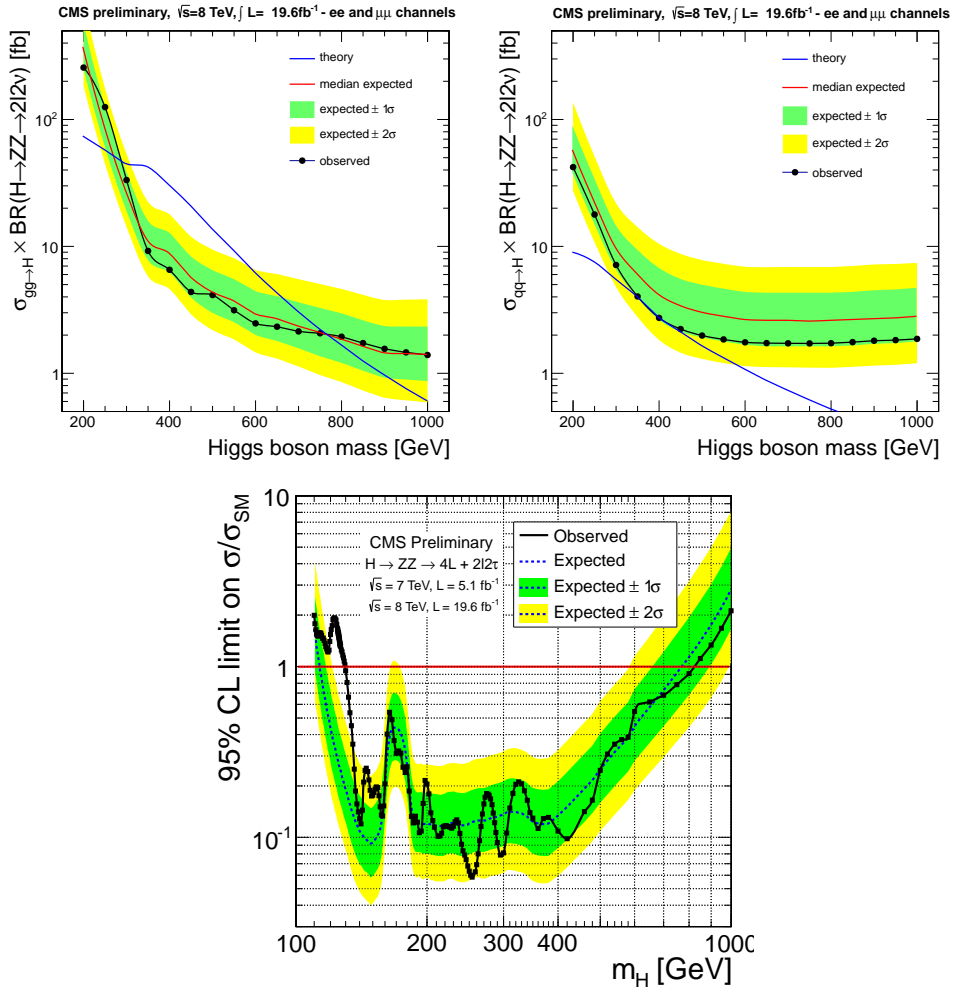 CMS preliminary, √s=8 TeV, ∫ L= 19.6fb⁻¹ - ee and μμ channels
σgg→H × BR(H→ZZ→2l2ν) [fb]
theory
median expected
expected ± 1σ
expected ± 2σ
observed
10²
10
1
200 400 600 800 1000
Higgs boson mass [GeV]
CMS preliminary, √s=8 TeV, ∫ L= 19.6fb⁻¹ - ee and μμ channels
σqq→H × BR(H→ZZ→2l2ν) [fb]
theory
median expected
expected ± 1σ
expected ± 2σ
observed
10²
10
1
200 400 600 800 1000
Higgs boson mass [GeV]
95% CL limit on σ/σSM
CMS Preliminary
H → ZZ → 4L + 2l2τ
√s = 7 TeV, L = 5.1 fb⁻¹
√s = 8 TeV, L = 19.6 fb⁻¹
Observed
Expected
Expected ± 1σ
Expected ± 2σ
10
1
10⁻¹
100 200 300 400 1000
mH [GeV]